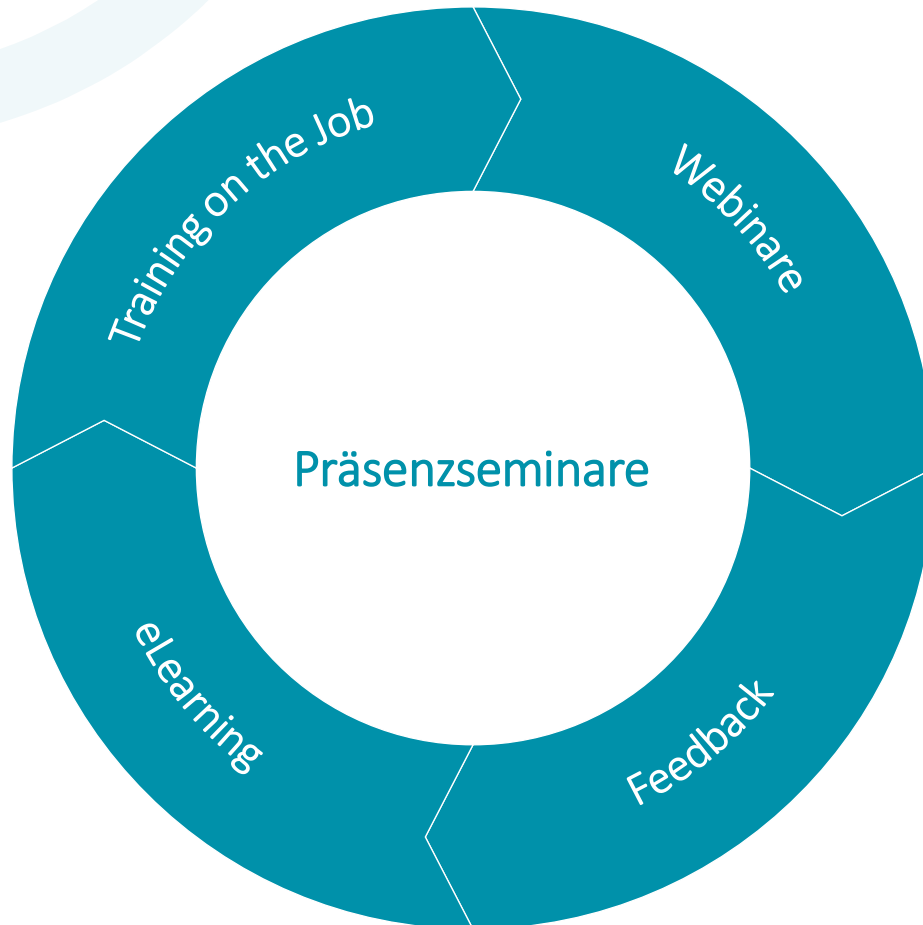 Training on the Job
Webinare
Präsenzseminare
eLearning
Feedback